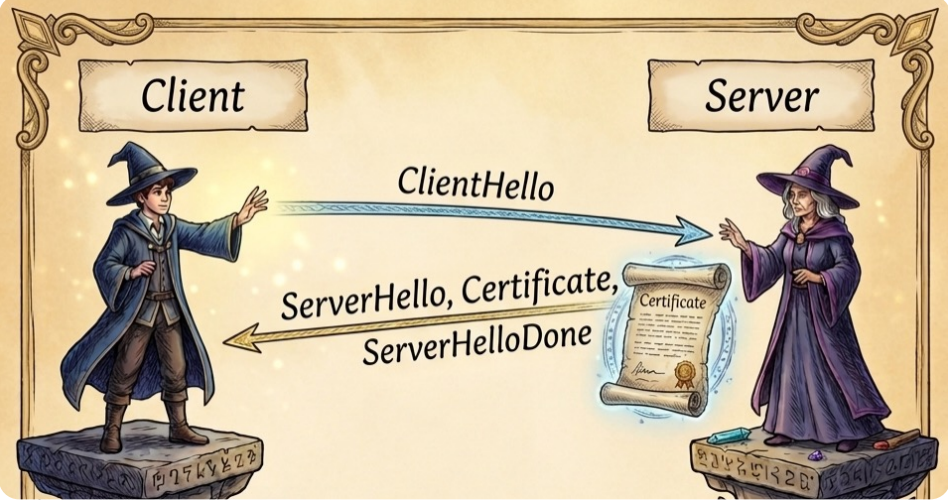 Client
Server
ClientHello
ServerHello, Certificate,
ServerHelloDone
Certificate